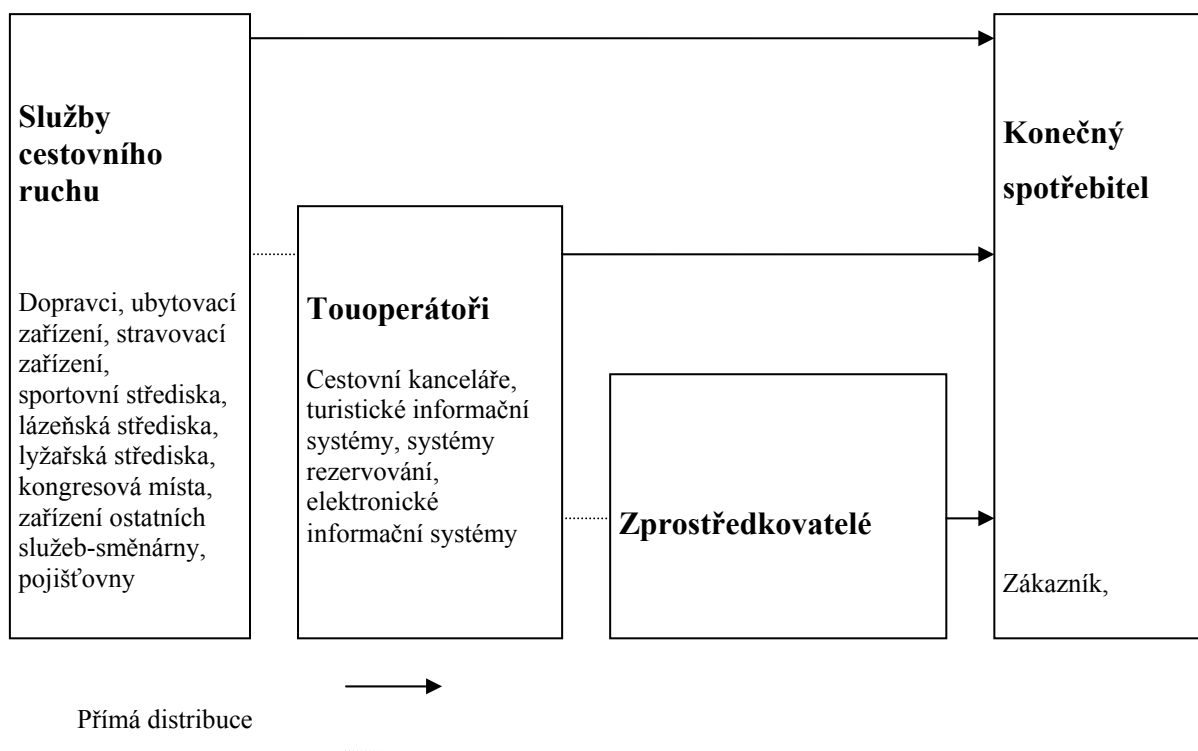 Služby
cestovního
ruchu
Dopravci, ubytovací
zařízení, stravovací
zařízení,
sportovní střediska,
lázeňská střediska,
lyžařská střediska,
kongresová místa,
zařízení ostatních
služeb-směnárny,
pojišťovny
Touoperátoři
Cestovní kanceláře,
turistické informační
systémy, systémy
rezervování,
elektronické
informační systémy
Zprostředkovatelé
Konečný
spotřebitel
Zákazník,
Přímá distribuce